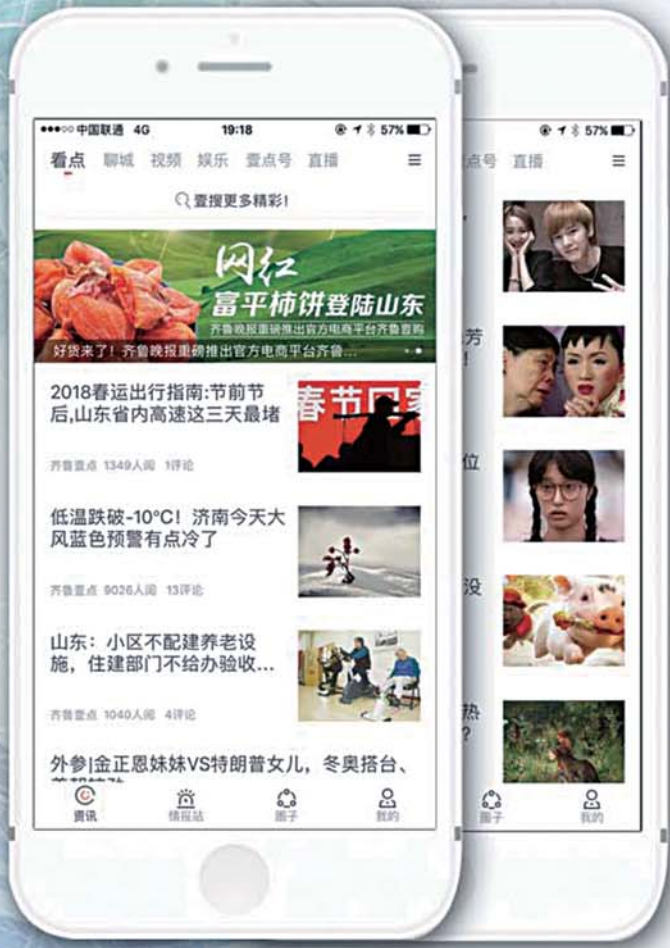 ●●●○○ 中国联通 4G 19:18 57%
看点 聊城 视频 娱乐 壹点号 直播
壹搜更多精彩!
网红
富平柿饼登陆山东
齐鲁晚报重磅推出官方电商平台齐鲁壹购
好货来了!齐鲁晚报重磅推出官方电商平台齐鲁...
2018春运出行指南:节前节
后,山东省内高速这三天最堵
春节回家
齐鲁壹点 1349人阅 1评论
低温跌破-10°C!济南今天大
风蓝色预警有点冷了
齐鲁壹点 9026人阅 13评论
山东:小区不配建养老设
施,住建部门不给办验收...
齐鲁壹点 1040人阅 4评论
外参|金正恩妹妹VS特朗普女儿,冬奥搭台、
资讯 情报站 圈子 我的
57%
点号 直播
芳
!
位
没
热
?
圈子 我的